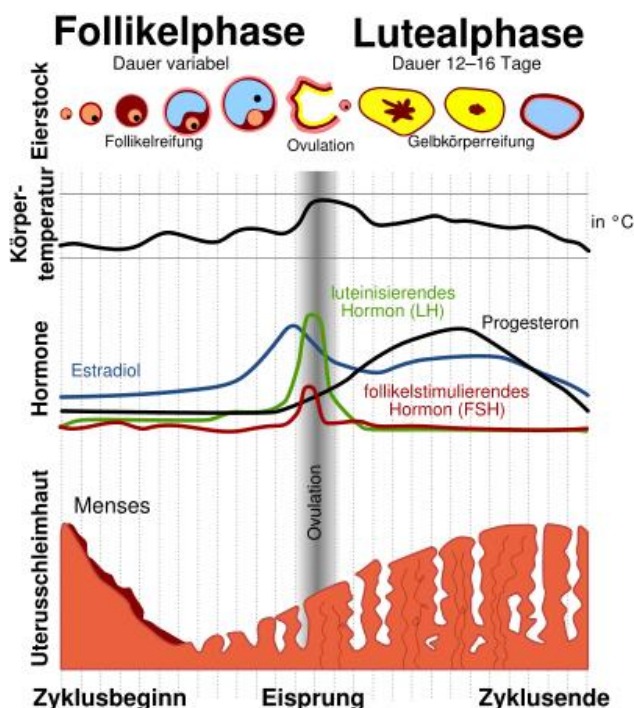 Follikelphase
Lutealphase
Dauer variabel
Dauer 12–16 Tage
Eierstock
Follikelreifung
Ovulation
Gelbkörperreifung
Körper-
temperatur
in °C
Hormone
luteinisierendes
Hormon (LH)
Progesteron
Estradiol
follikelstimulierendes
Hormon (FSH)
Uterusschleimhaut
Menses
Ovulation
Zyklusbeginn
Eisprung
Zyklusende